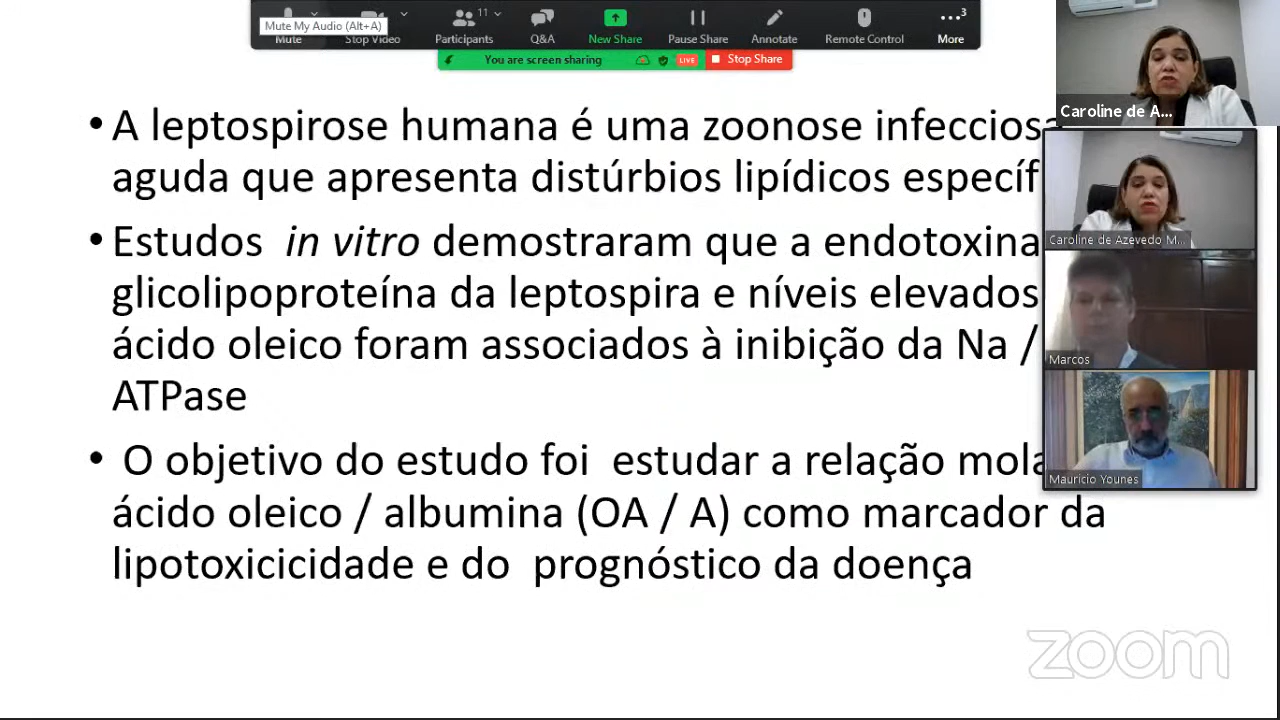 11
3
Mute My Audio (Alt+A)
Mute
Stop Video
Participants
Q&A
New Share
Pause Share
Annotate
Remote Control
More
You are screen sharing
LIVE
Stop Share
Caroline de A...
Caroline de Azevedo M...
Marcos
Mauricio Younes
• A leptospirose humana é uma zoonose infecciosa
aguda que apresenta distúrbios lipídicos específ
• Estudos in vitro demostraram que a endotoxina
glicolipoproteína da leptospira e níveis elevados
ácido oleico foram associados à inibição da Na /
ATPase
• O objetivo do estudo foi estudar a relação mola
ácido oleico / albumina (OA / A) como marcador da
lipotoxicicidade e do prognóstico da doença
zoom